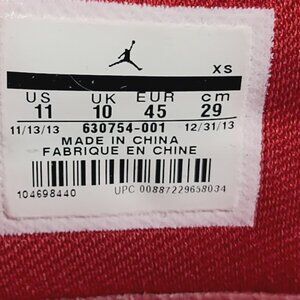 XS
US UK EUR cm
11 10 45 29
11/13/13 630754-001 12/31/13
MADE IN CHINA
FABRIQUE EN CHINE
104698440
UPC 00887229658034